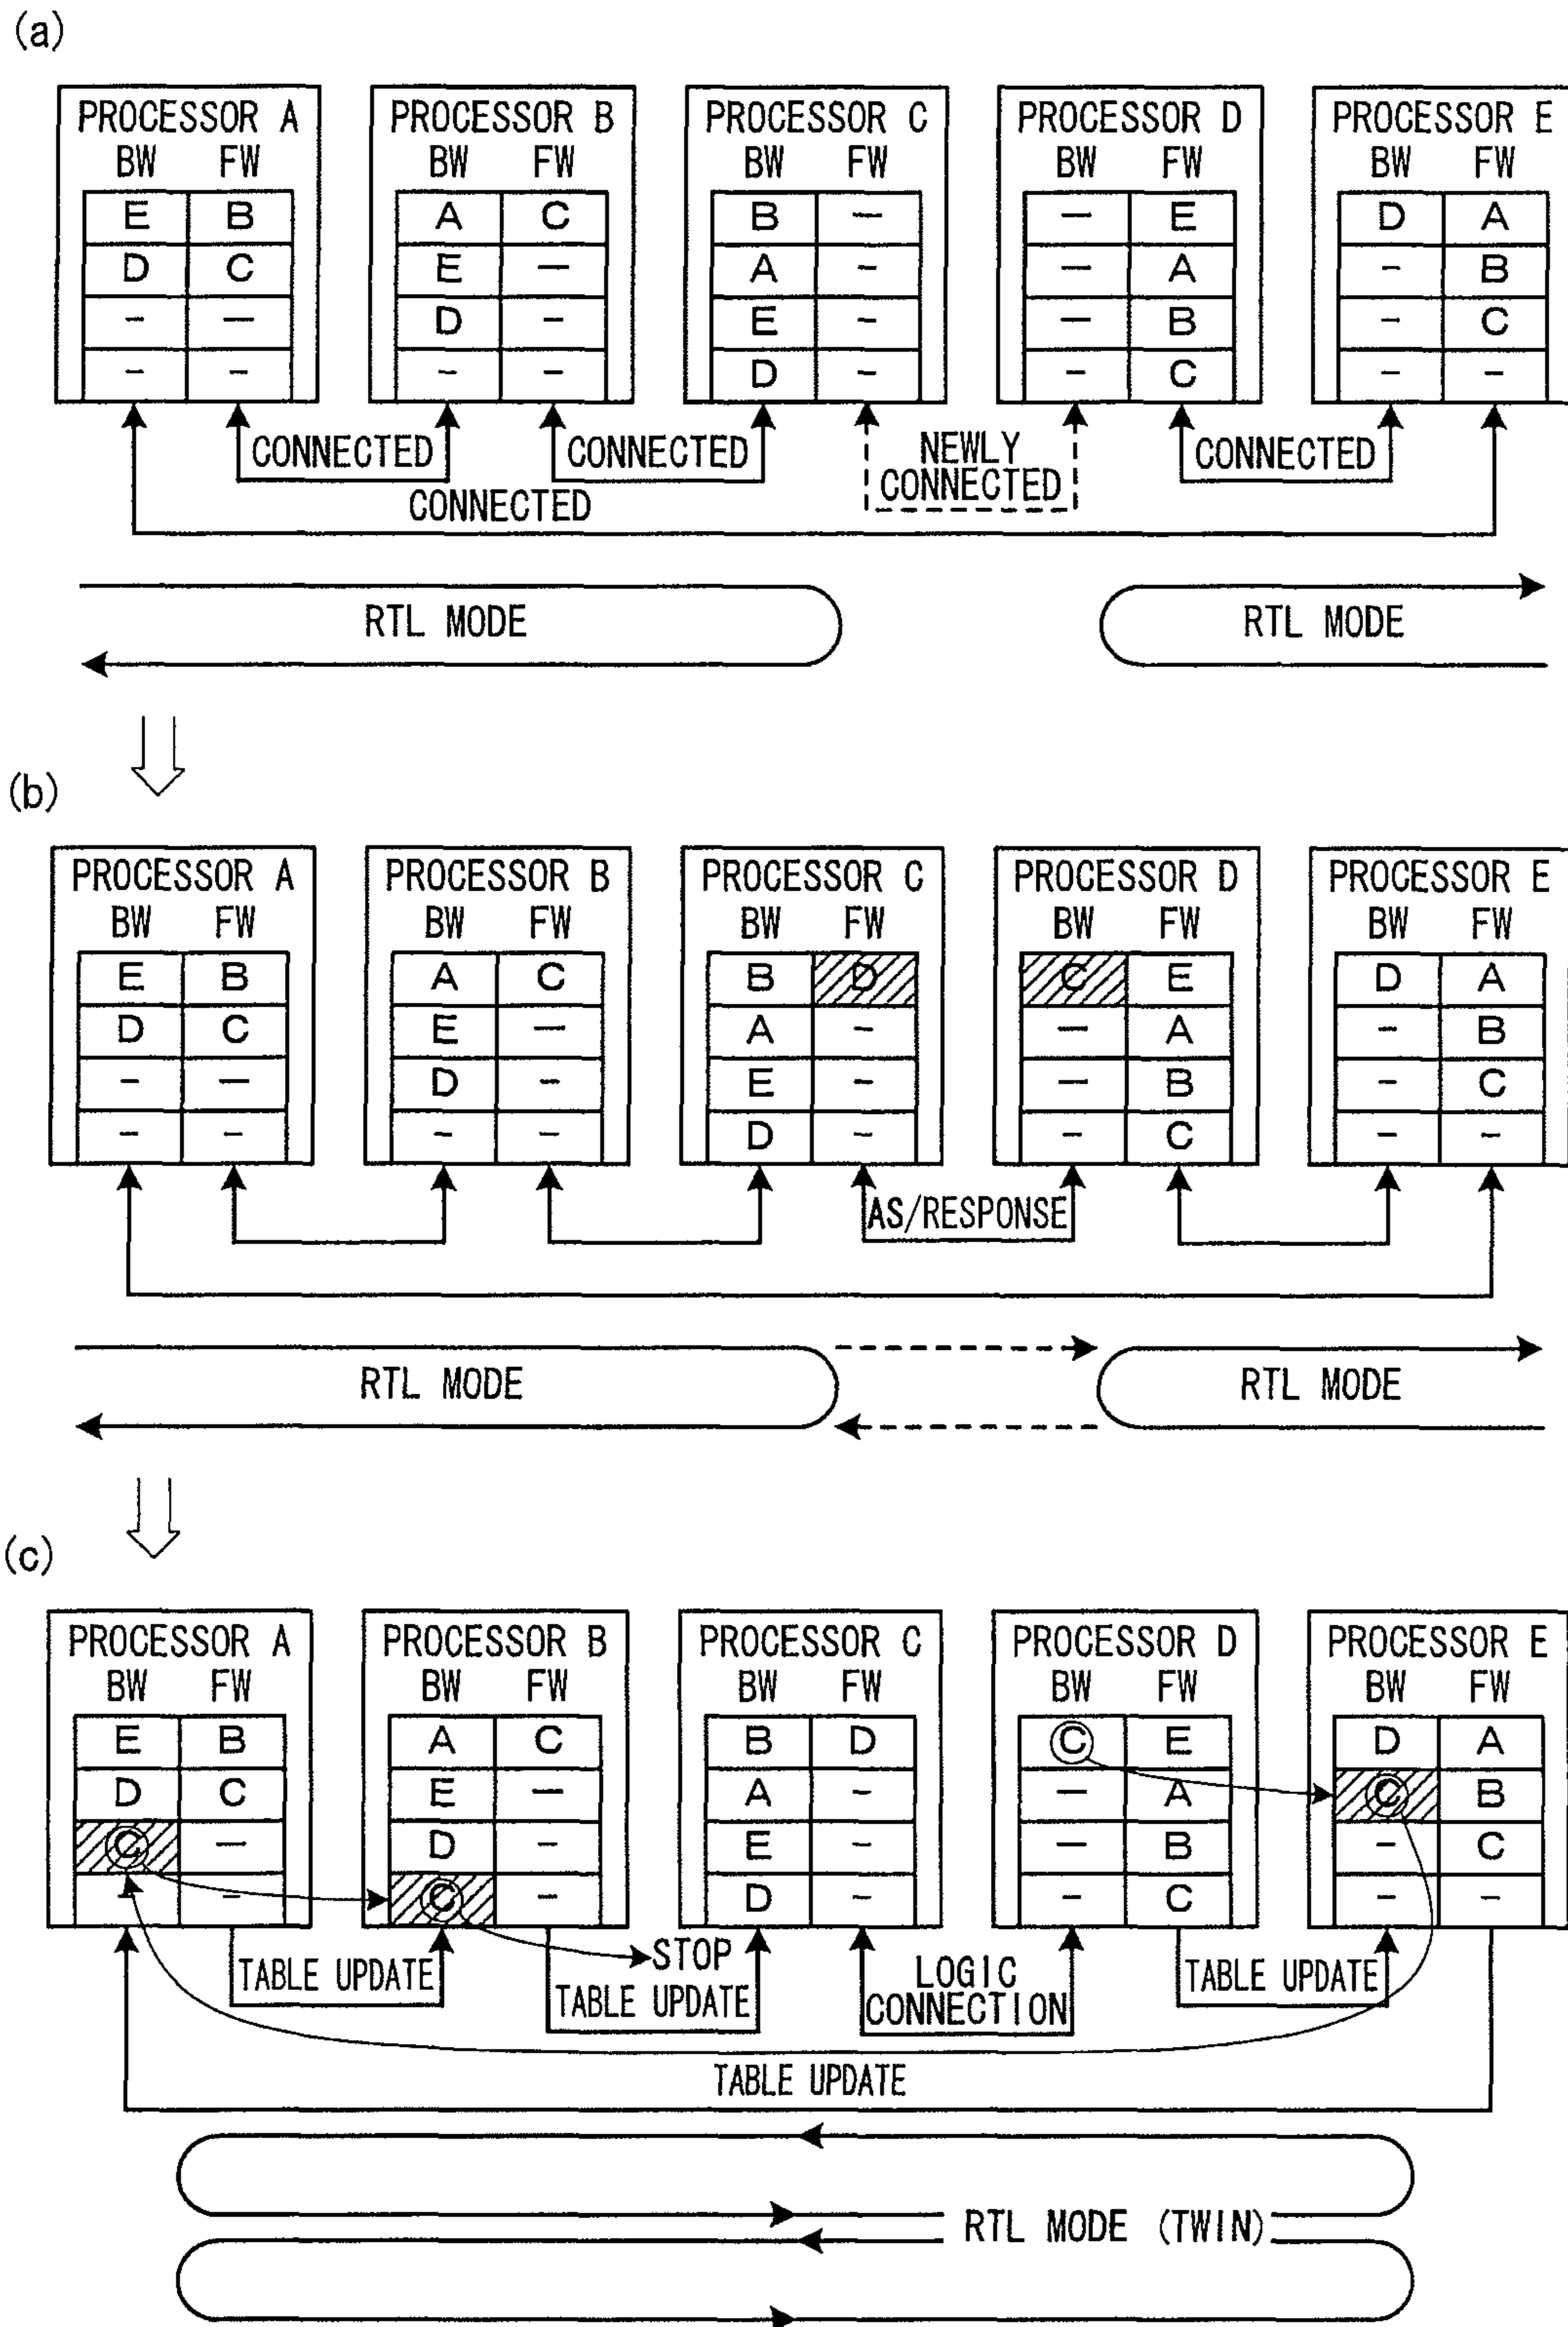 (a)
PROCESSOR A PROCESSOR B PROCESSOR C PROCESSOR D PROCESSOR E
BW FW BW FW BW FW BW FW BW FW
E B A C B — — E D A
D C E — A - — A - B
- — D - E - — B - C
- - - - D - - C - -
CONNECTED CONNECTED NEWLY CONNECTED CONNECTED
CONNECTED
RTL MODE RTL MODE
(b)
PROCESSOR A PROCESSOR B PROCESSOR C PROCESSOR D PROCESSOR E
BW FW BW FW BW FW BW FW BW FW
E B A C B D C E D A
D C E — A - — A - B
- — D - E - — B - C
- - - - D - - C - -
AS/RESPONSE
RTL MODE RTL MODE
(c)
PROCESSOR A PROCESSOR B PROCESSOR C PROCESSOR D PROCESSOR E
BW FW BW FW BW FW BW FW BW FW
E B A C B D C E D A
D C E — A - — A C B
C — D - E - — B - C
- - C - D - - C - -
STOP
TABLE UPDATE TABLE UPDATE LOGIC CONNECTION TABLE UPDATE
TABLE UPDATE
RTL MODE (TWIN)